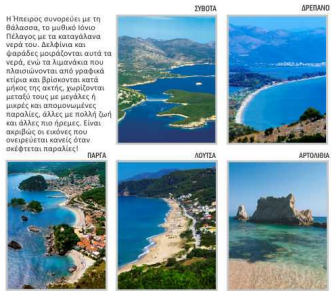 Η Ήπειρος συνορεύει με τη
θάλασσα, το μυθικό Ιόνιο
Πέλαγος με τα καταγάλανα
νερά του. Δελφίνια και
ψαράδες μοιράζονται αυτά τα
νερά, ενώ τα λιμανάκια που
πλαισιώνονται από γραφικά
κτίρια και βρίσκονται κατά
μήκος της ακτής, χωρίζονται
μεταξύ τους με μεγάλες ή
μικρές και απομονωμένες
παραλίες, άλλες με πολλή ζωή
και άλλες πιο ήρεμες. Είναι
ακριβώς οι εικόνες που
ονειρεύεται κανείς όταν
σκέφτεται παραλίες!
ΣΥΒΟΤΑ
ΔΡΕΠΑΝΟ
ΠΑΡΓΑ
ΛΟΥΤΣΑ
ΑΡΤΟΛΙΘΙΑ